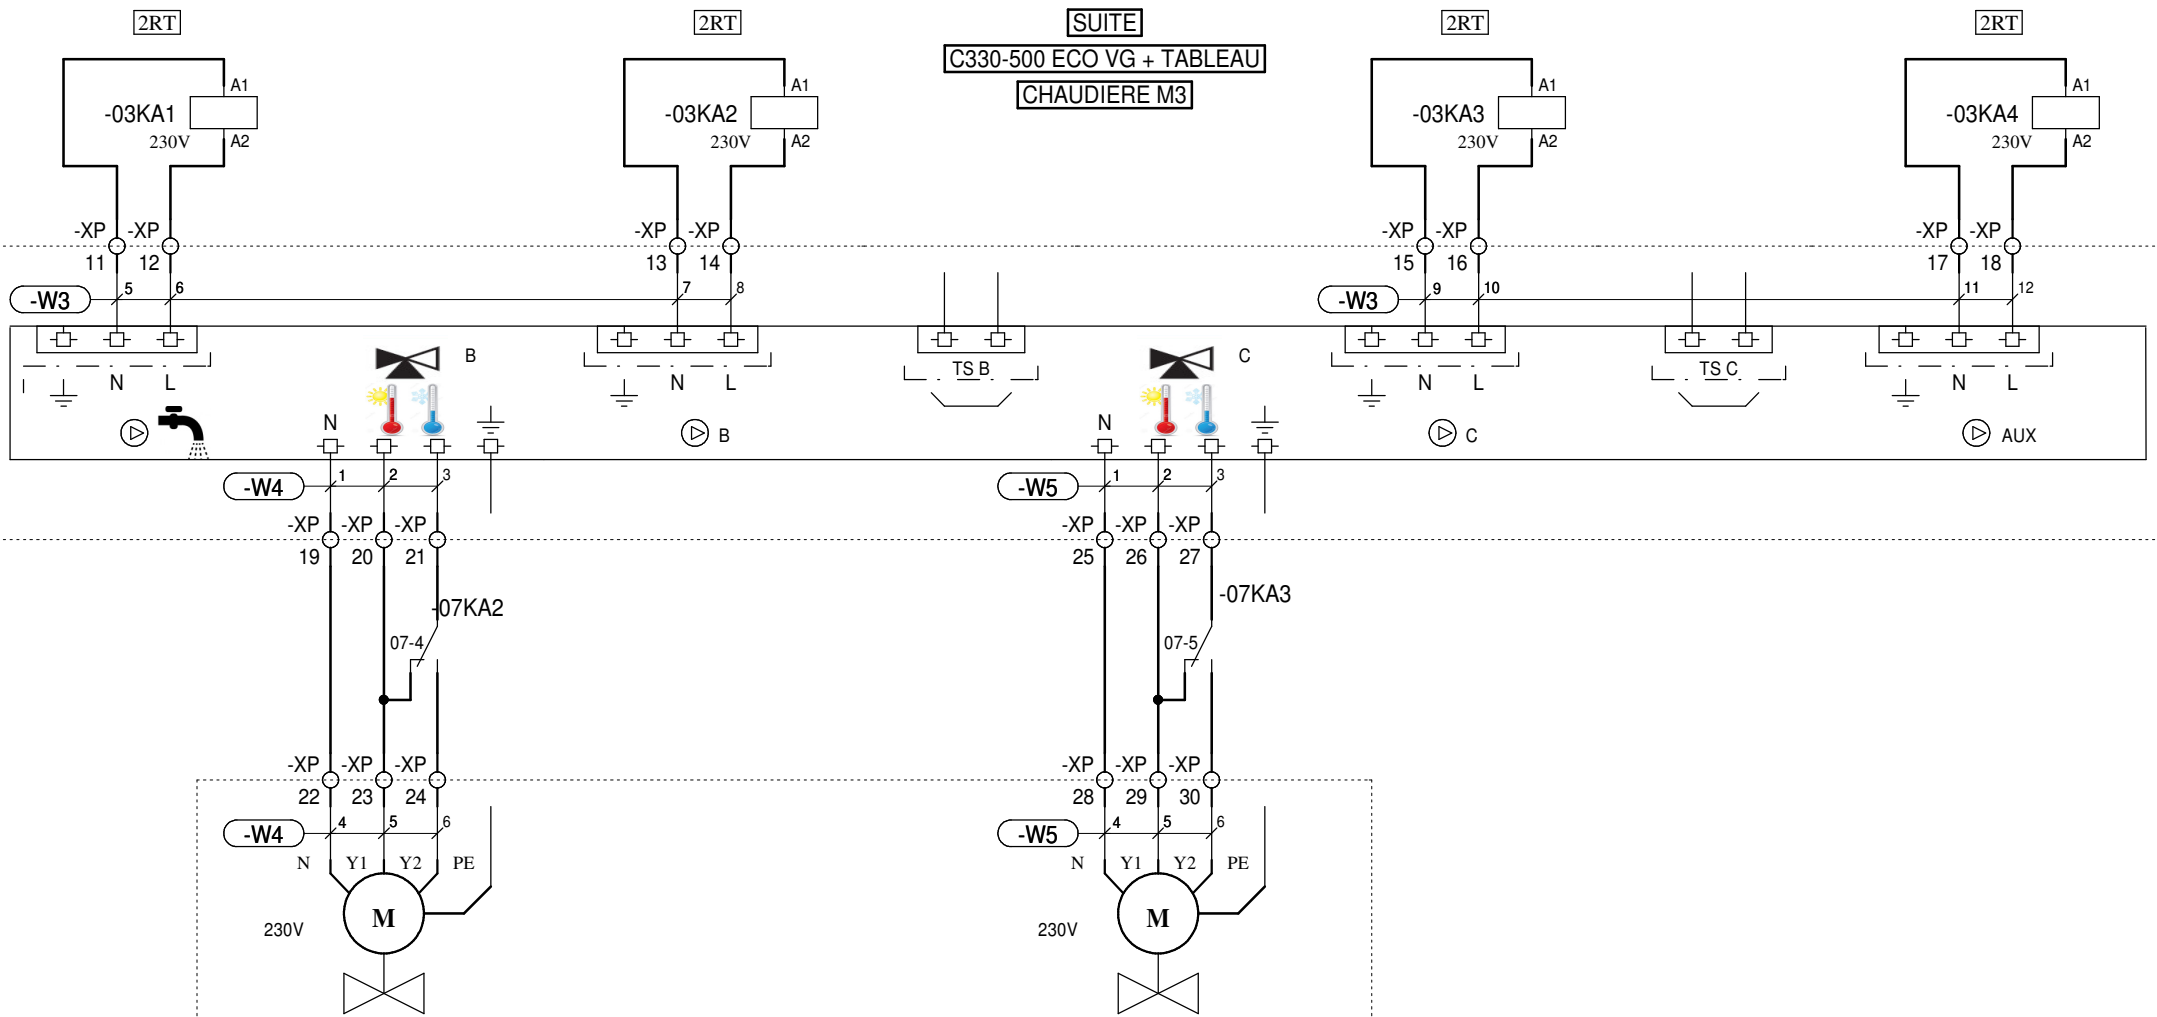 2RT 2RT SUITE 2RT 2RT
C330-500 ECO VG + TABLEAU
CHAUDIERE M3
A1 A1 A1 A1
-03KA1 -03KA2 -03KA3 -03KA4
230V A2 230V A2 230V A2 230V A2
-XP -XP -XP -XP -XP -XP -XP -XP
11 12 13 14 15 16 17 18
-W3 5 6 7 8 -W3 9 10 11 12
B C
TS B TS C
N L N L N L N L
N B N C AUX
-W4 1 2 3 -W5 1 2 3
-XP -XP -XP -XP -XP -XP
19 20 21 25 26 27
-07KA2 -07KA3
07-4 07-5
-XP -XP -XP -XP -XP -XP
22 23 24 28 29 30
-W4 4 5 6 -W5 4 5 6
N Y1 Y2 PE N Y1 Y2 PE
M M
230V 230V